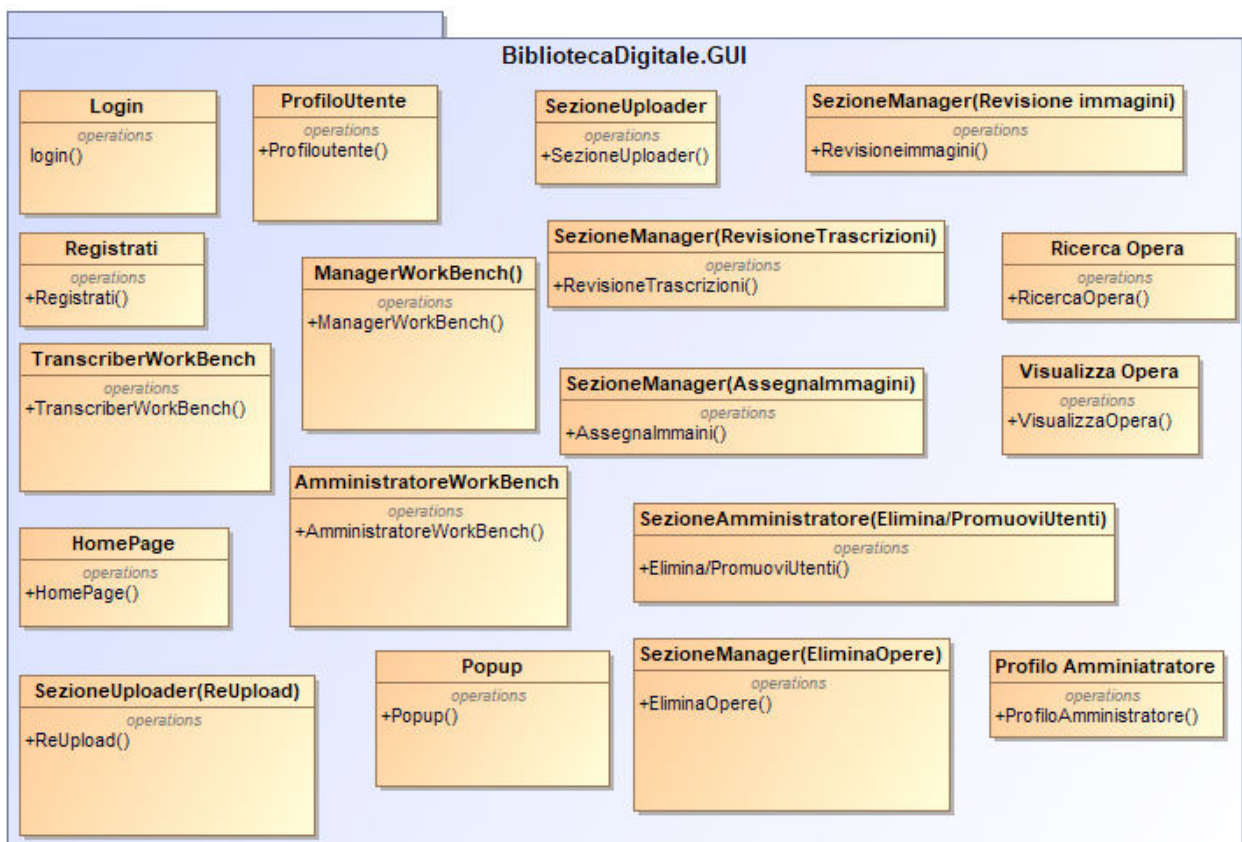 BibliotecaDigitale.GUI
Login
operations
login()
ProfiloUtente
operations
+Profiloutente()
SezioneUploader
operations
+SezioneUploader()
SezioneManager(Revisione immagini)
operations
+Revisioneimmagini()
Registrati
operations
+Registrati()
ManagerWorkBench()
operations
+ManagerWorkBench()
SezioneManager(RevisioneTrascrizioni)
operations
+RevisioneTrascrizioni()
Ricerca Opera
operations
+RicercaOpera()
TranscriberWorkBench
operations
+TranscriberWorkBench()
SezioneManager(AssegnaImmagini)
operations
+AssegnaImmaini()
Visualizza Opera
operations
+VisualizzaOpera()
AmministratoreWorkBench
operations
+AmministratoreWorkBench()
SezioneAmministratore(Elimina/PromuoviUtenti)
operations
+Elimina/PromuoviUtenti()
HomePage
operations
+HomePage()
SezioneUploader(ReUpload)
operations
+ReUpload()
Popup
operations
+Popup()
SezioneManager(EliminaOpere)
operations
+EliminaOpere()
Profilo Amminiatratore
operations
+ProfiloAmministratore()